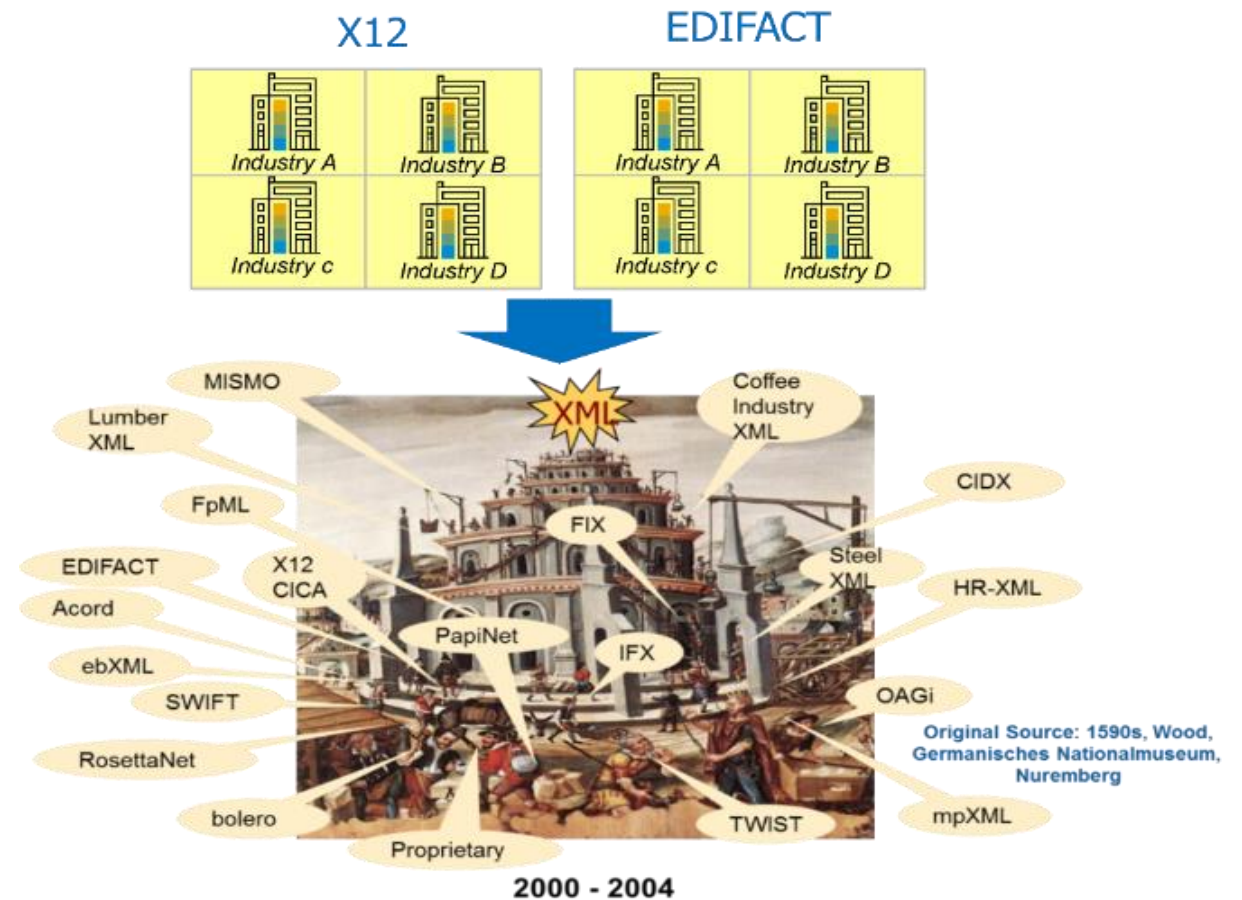 X12
EDIFACT
Industry A
Industry B
Industry A
Industry B
Industry c
Industry D
Industry c
Industry D
MISMO
XML
Coffee
Industry
XML
Lumber
XML
CIDX
FpML
FIX
EDIFACT
X12
CICA
Steel
XML
HR-XML
Acord
PapiNet
IFX
ebXML
SWIFT
OAGi
Original Source: 1590s, Wood,
Germanisches Nationalmuseum,
Nuremberg
RosettaNet
bolero
TWIST
mpXML
Proprietary
2000 - 2004